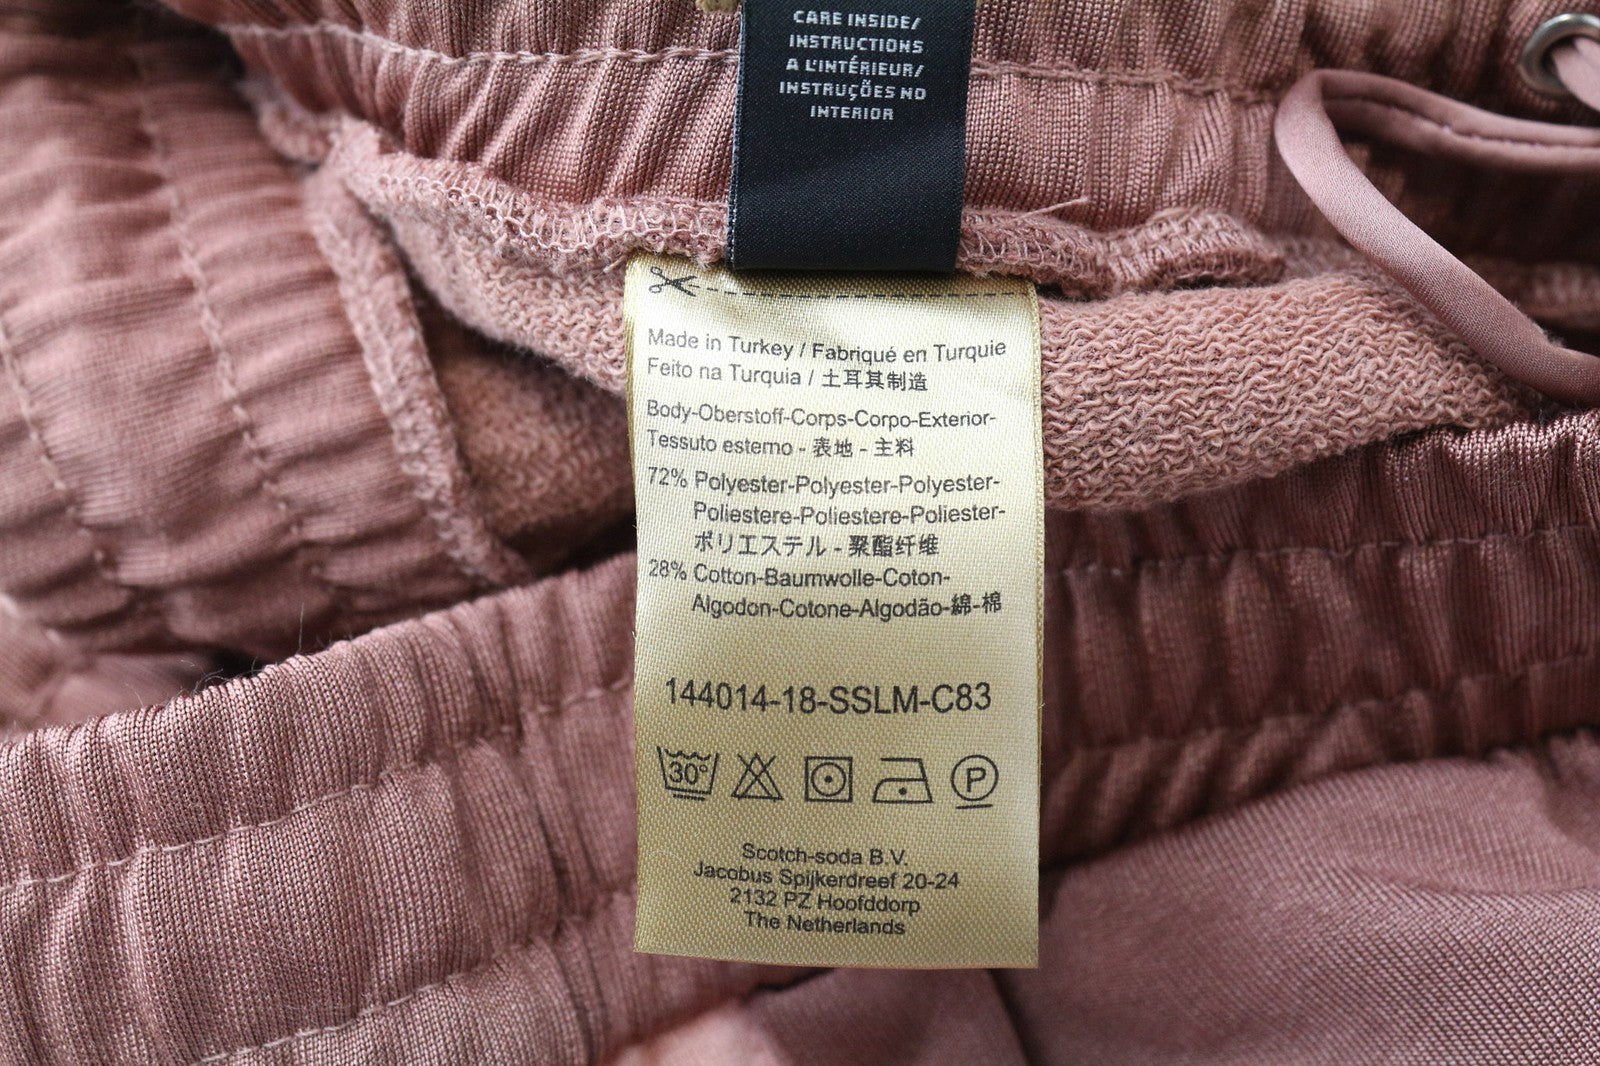 CARE INSIDE/
INSTRUCTIONS
A L'INTÉRIEUR/
INSTRUÇÕES NO
INTERIOR
Made in Turkey / Fabriqué en Turquie
Feito na Turquia / 土耳其制造
Body-Oberstoff-Corps-Corpo-Exterior-
Tessuto esterno - 表地 - 主料
72% Polyester-Polyester-Polyester-
Poliestere-Poliestere-Poliester-
ポリエステル - 聚酯纤维
28% Cotton-Baumwolle-Coton-
Algodon-Cotone-Algodão-綿-棉
144014-18-SSLM-C83
30° P
Scotch-soda B.V.
Jacobus Spijkerdreef 20-24
2132 PZ Hoofddorp
The Netherlands